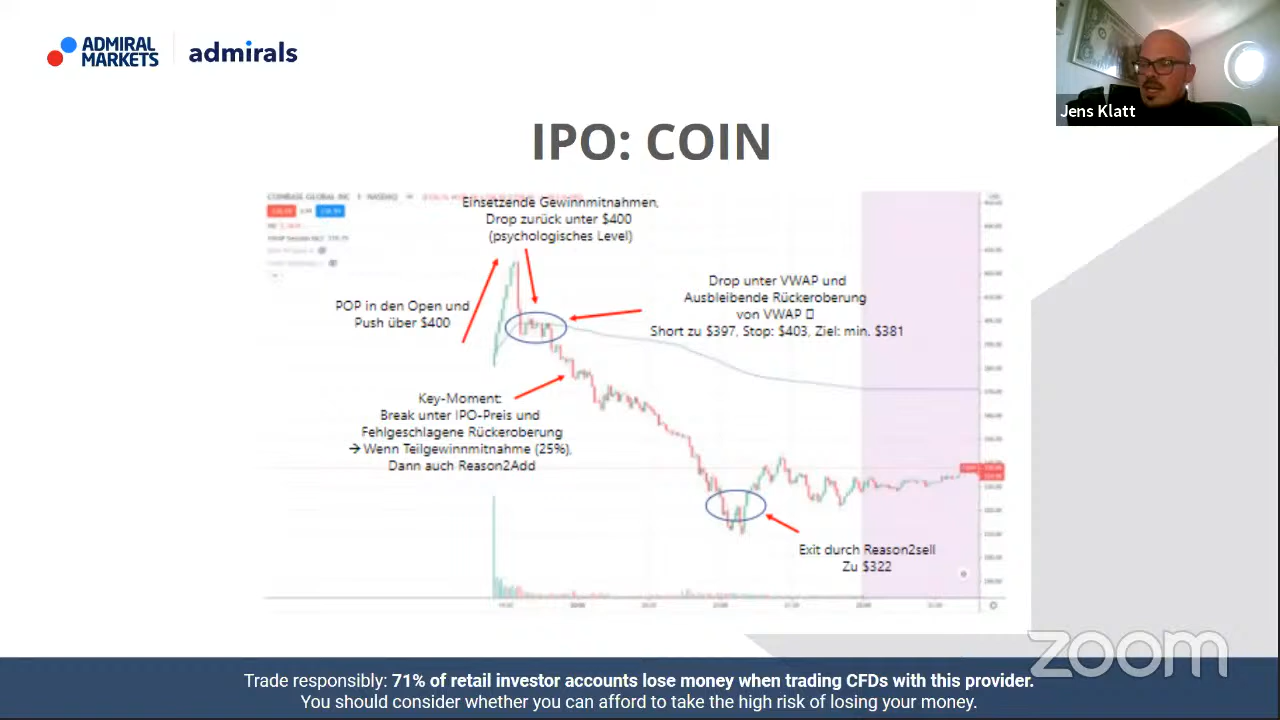 ADMIRAL
MARKETS
admirals
Jens Klatt
IPO: COIN
COINBASE GLOBAL INC
NASDAQ
Einsetzende Gewinnmitnahmen,
Drop zurück unter $400
(psychologisches Level)
POP in den Open und
Push über $400
Drop unter VWAP und
Ausbleibende Rückeroberung
von VWAP
Short zu $397, Stop: $403, Ziel: min. $381
Key-Moment:
Break unter IPO-Preis und
Fehlgeschlagene Rückeroberung
→ Wenn Teilgewinnmitnahme (25%),
Dann auch Reason2Add
Exit durch Reason2sell
Zu $322
zoom
Trade responsibly: 71% of retail investor accounts lose money when trading CFDs with this provider.
You should consider whether you can afford to take the high risk of losing your money.